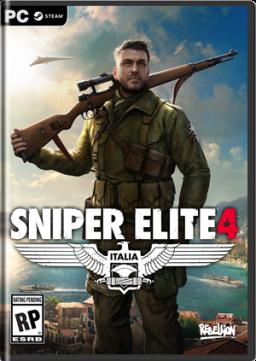 PC STEAM
SNIPER ELITE 4
ITALIA
RATING PENDING
RP
ESRB
REBELLION